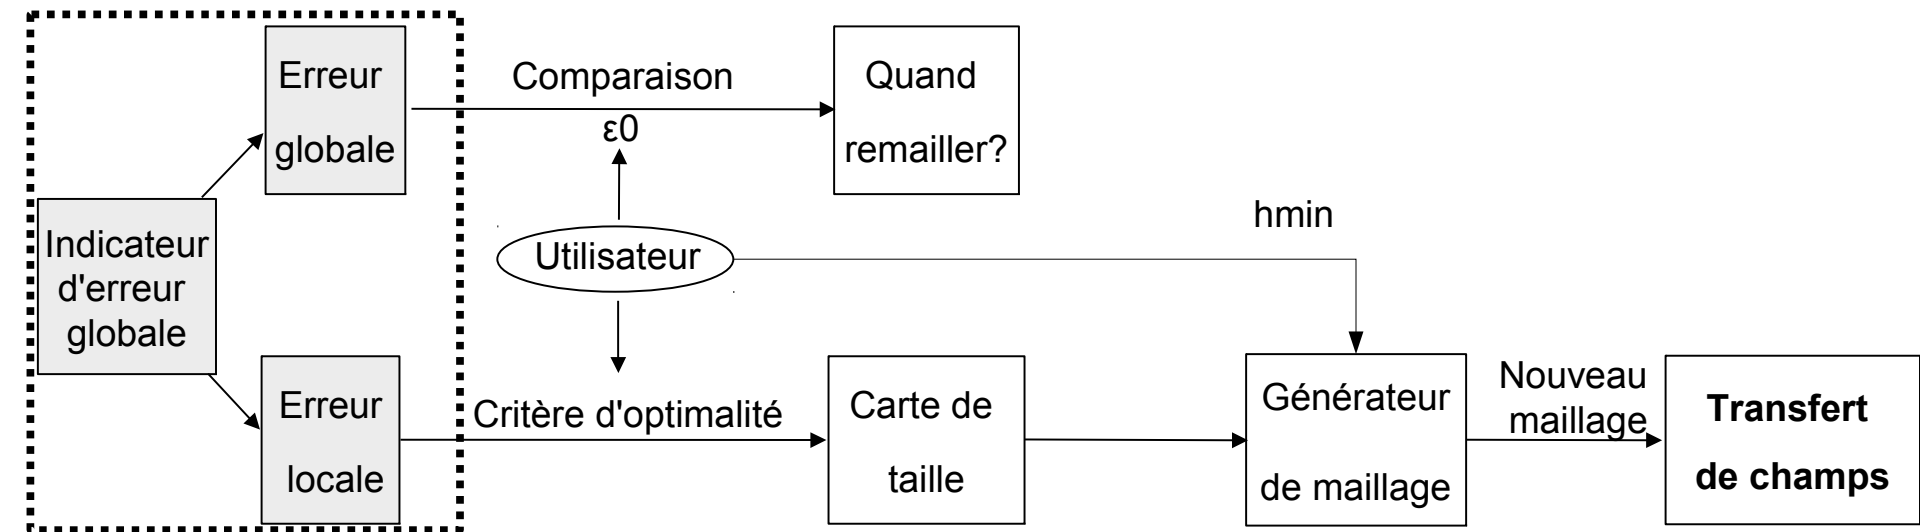 Erreur
globale
Comparaison
ε0
Quand
remailler?
Indicateur
d'erreur
globale
Utilisateur
hmin
Erreur
locale
Critère d'optimalité
Carte de
taille
Générateur
de maillage
Nouveau
maillage
Transfert
de champs